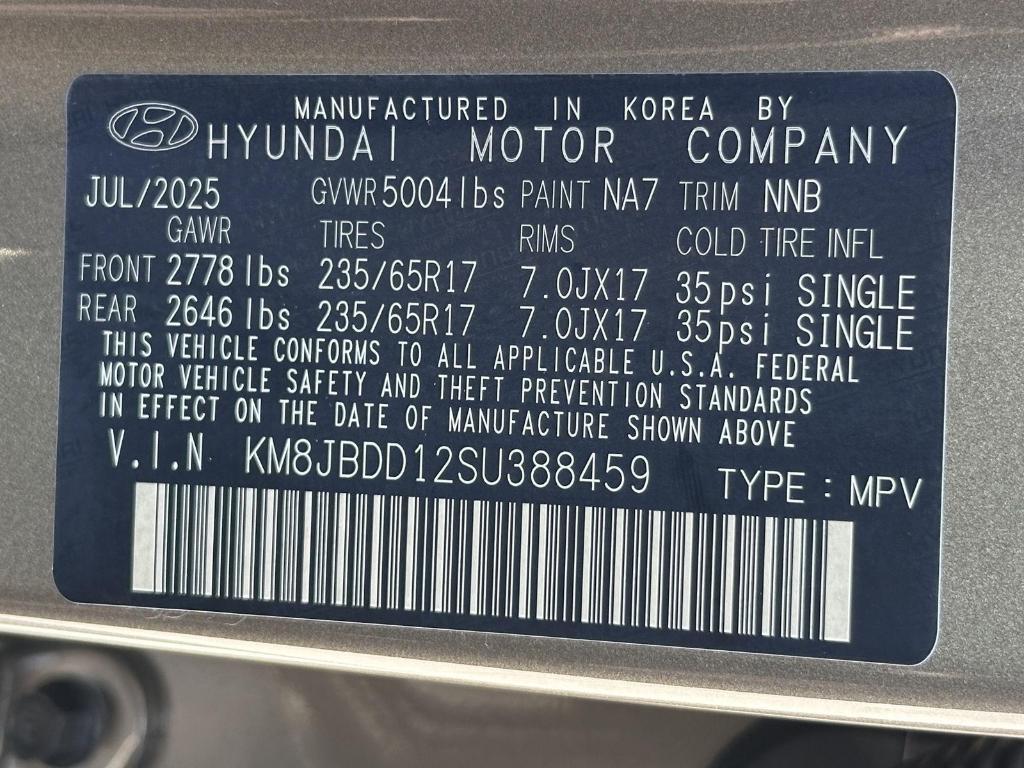 MANUFACTURED IN KOREA BY
HYUNDAI MOTOR COMPANY
JUL/2025 GVWR 5004 lbs PAINT NA7 TRIM NNB
GAWR TIRES RIMS COLD TIRE INFL
FRONT 2778 lbs 235/65R17 7.0JX17 35psi SINGLE
REAR 2646 lbs 235/65R17 7.0JX17 35psi SINGLE
THIS VEHICLE CONFORMS TO ALL APPLICABLE U.S.A. FEDERAL
MOTOR VEHICLE SAFETY AND THEFT PREVENTION STANDARDS
IN EFFECT ON THE DATE OF MANUFACTURE SHOWN ABOVE
V.I.N KM8JBDD12SU388459 TYPE : MPV